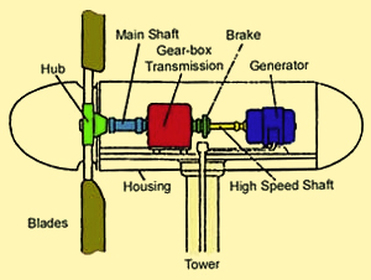 Main Shaft
Brake
Gear-box
Transmission
Hub
Generator
Housing
High Speed Shaft
Blades
Tower